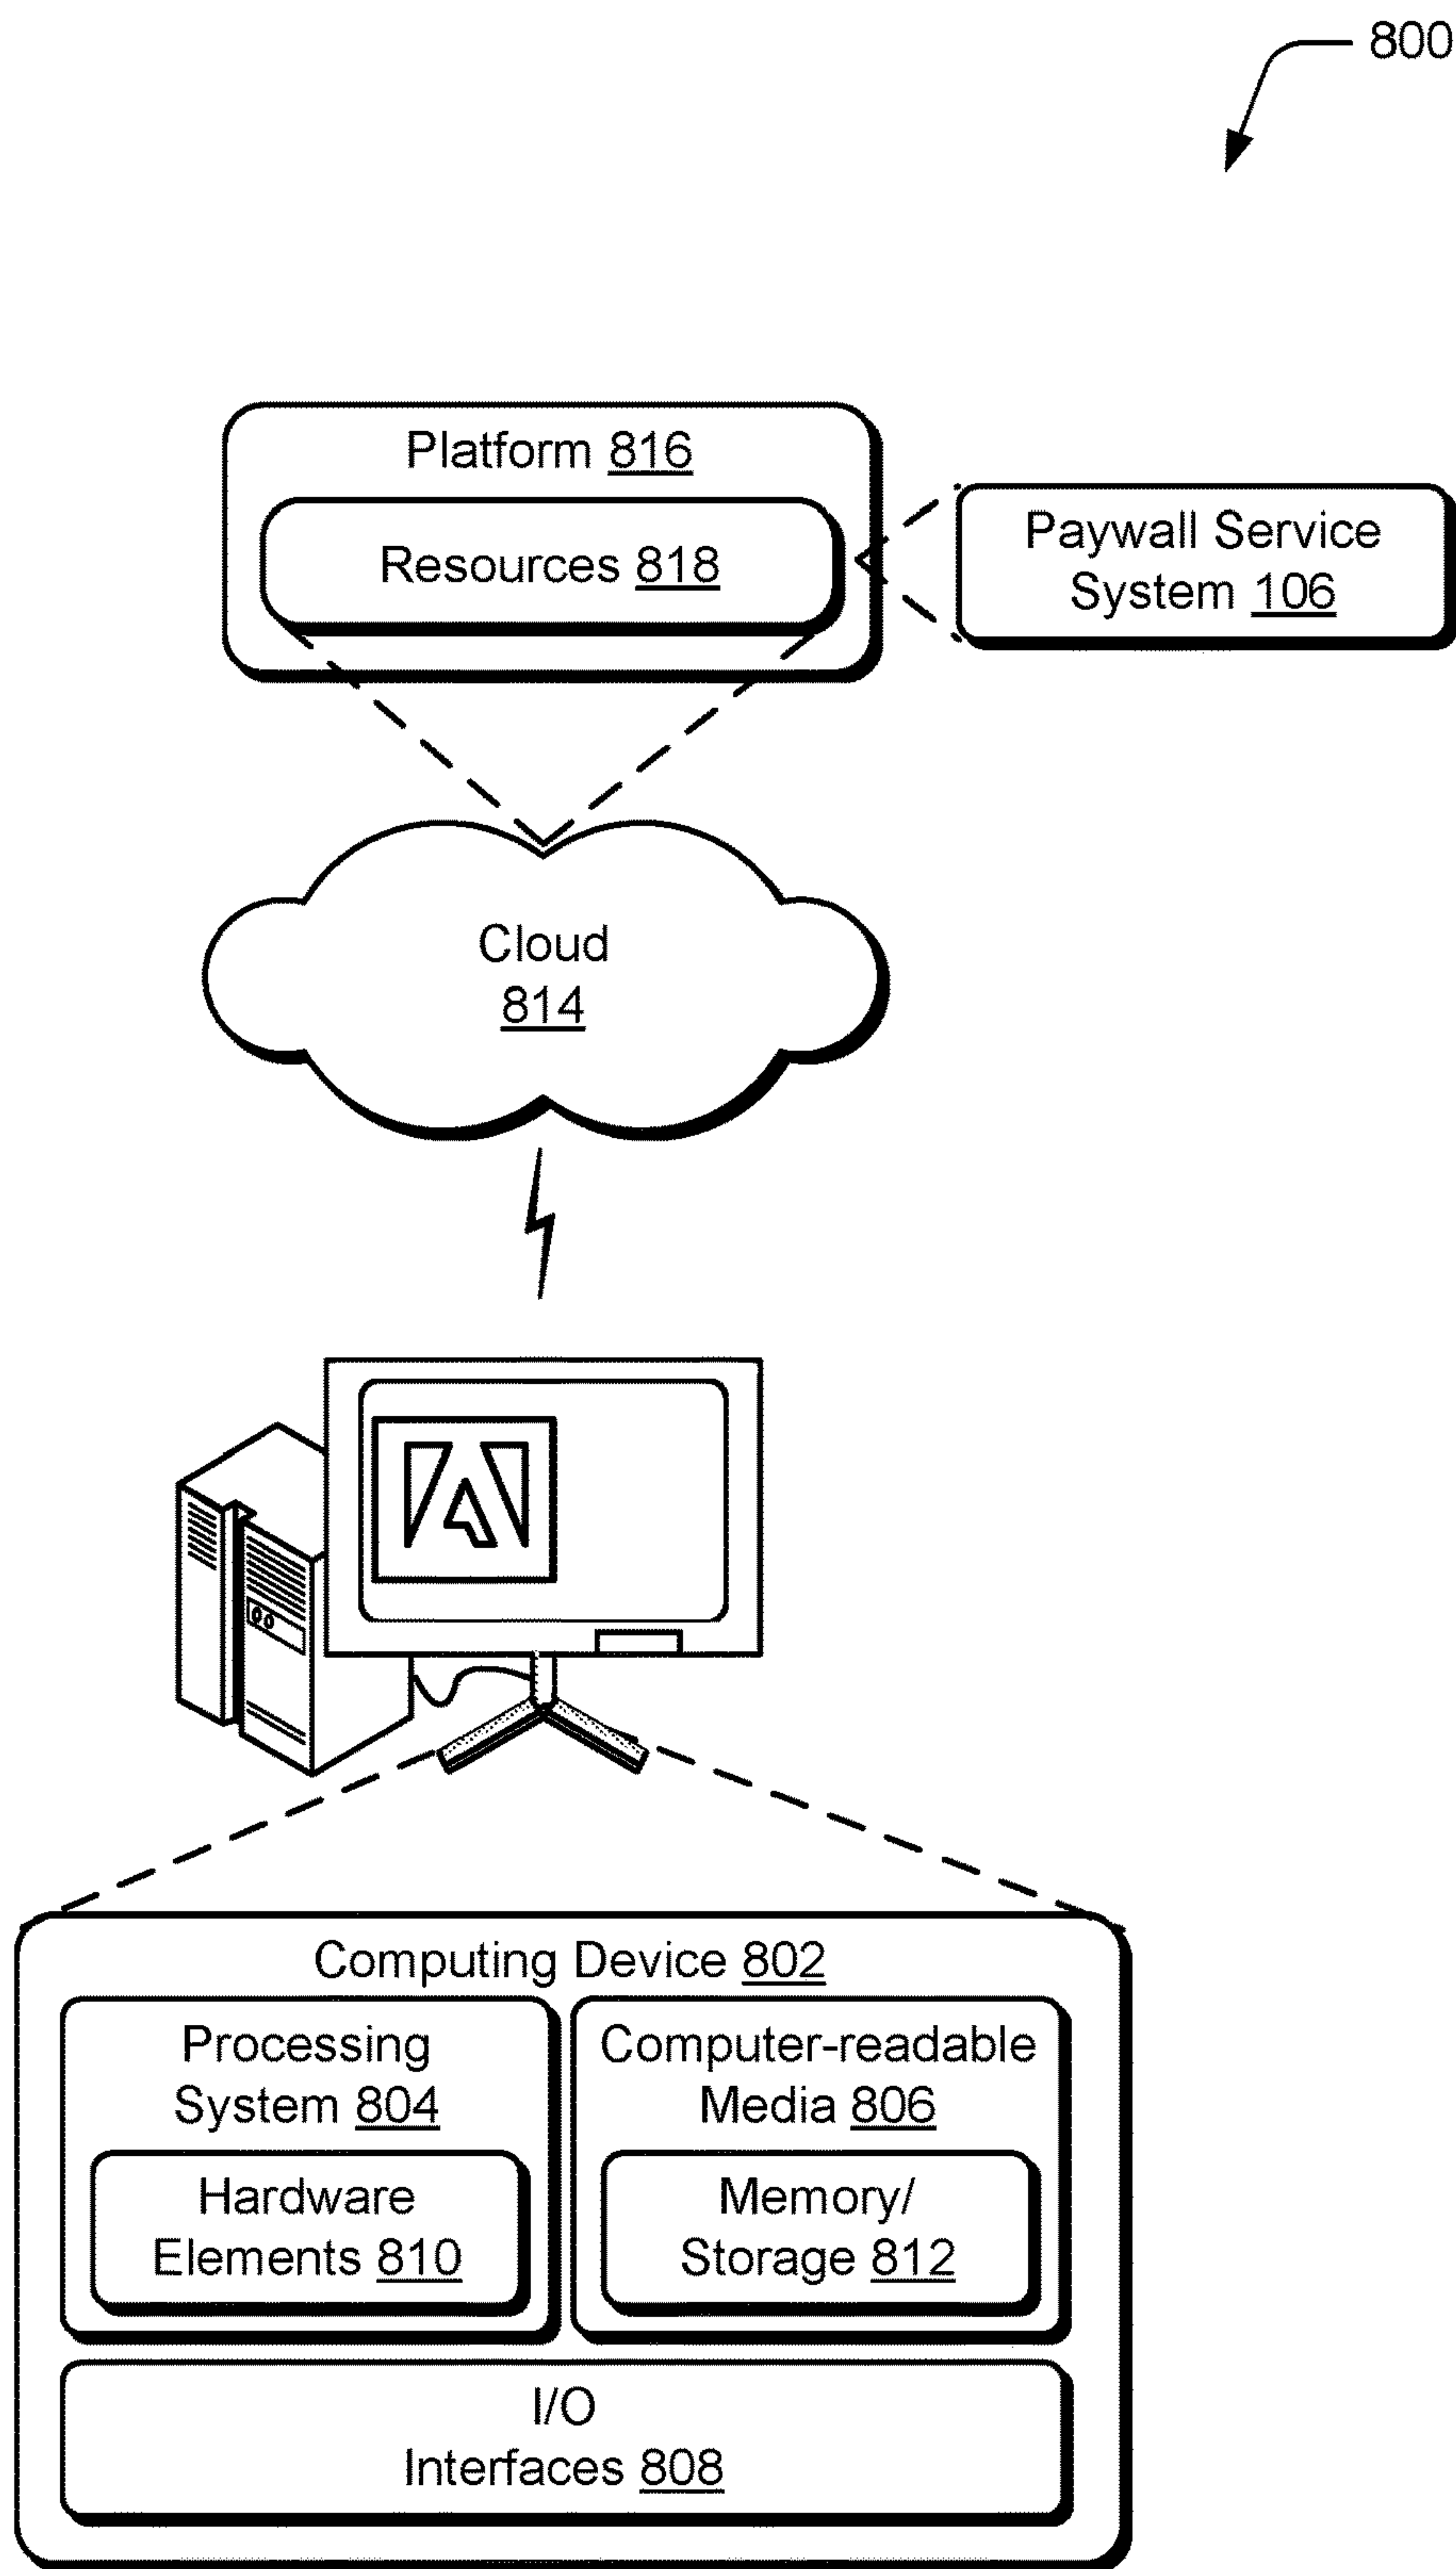 800
Platform 816
Resources 818
Paywall Service
System 106
Cloud
814
Computing Device 802
Processing
System 804
Hardware
Elements 810
Computer-readable
Media 806
Memory/
Storage 812
I/O
Interfaces 808